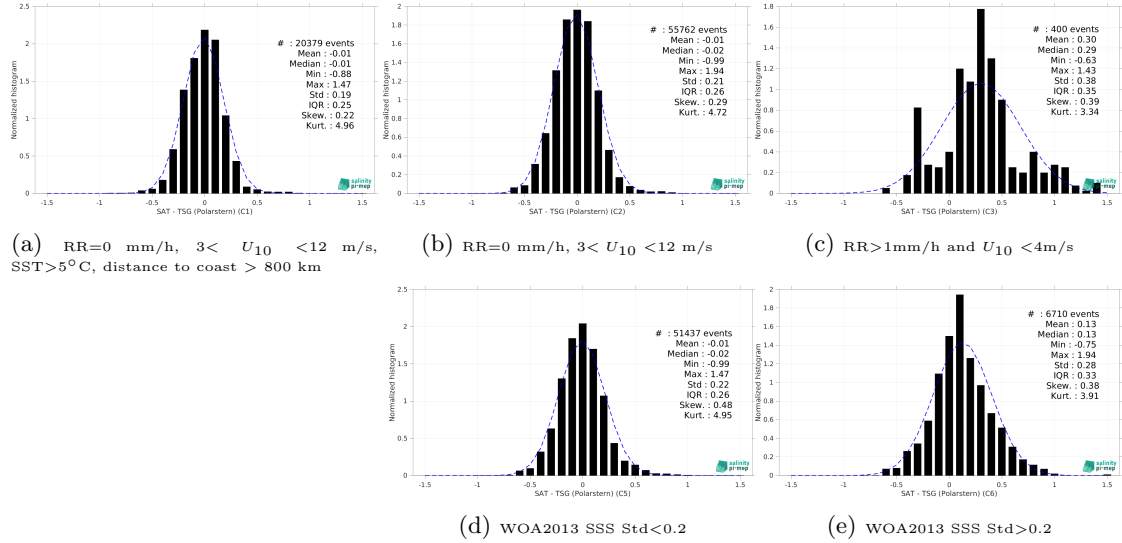 2.5
2
1.5
1
0.5
0
Normalized histogram
# : 20379 events
Mean : -0.01
Median : -0.01
Min : -0.88
Max : 1.47
Std : 0.19
IQR : 0.25
Skew. : 0.22
Kurt. : 4.96
salinity
pi-mep
-1.5 -1 -0.5 0 0.5 1 1.5
SAT - TSG (Polarstern) (C1)
(a) RR=0 mm/h, 3< U10 <12 m/s,
SST>5°C, distance to coast > 800 km
2
1.8
1.6
1.4
1.2
1
0.8
0.6
0.4
0.2
0
Normalized histogram
# : 55762 events
Mean : -0.01
Median : -0.02
Min : -0.99
Max : 1.94
Std : 0.21
IQR : 0.26
Skew. : 0.29
Kurt. : 4.72
salinity
pi-mep
-1.5 -1 -0.5 0 0.5 1 1.5
SAT - TSG (Polarstern) (C2)
(b) RR=0 mm/h, 3< U10 <12 m/s
1.8
1.6
1.4
1.2
1
0.8
0.6
0.4
0.2
0
Normalized histogram
# : 400 events
Mean : 0.30
Median : 0.29
Min : -0.63
Max : 1.43
Std : 0.38
IQR : 0.35
Skew. : 0.39
Kurt. : 3.34
salinity
pi-mep
-1.5 -1 -0.5 0 0.5 1 1.5
SAT - TSG (Polarstern) (C3)
(c) RR>1mm/h and U10 <4m/s
2.5
2
1.5
1
0.5
0
Normalized histogram
# : 51437 events
Mean : -0.01
Median : -0.02
Min : -0.99
Max : 1.47
Std : 0.22
IQR : 0.26
Skew. : 0.48
Kurt. : 4.95
salinity
pi-mep
-1.5 -1 -0.5 0 0.5 1 1.5
SAT - TSG (Polarstern) (C5)
(d) WOA2013 SSS Std<0.2
2
1.8
1.6
1.4
1.2
1
0.8
0.6
0.4
0.2
0
Normalized histogram
# : 6710 events
Mean : 0.13
Median : 0.13
Min : -0.75
Max : 1.94
Std : 0.28
IQR : 0.33
Skew. : 0.38
Kurt. : 3.91
salinity
pi-mep
-1.5 -1 -0.5 0 0.5 1 1.5
SAT - TSG (Polarstern) (C6)
(e) WOA2013 SSS Std>0.2